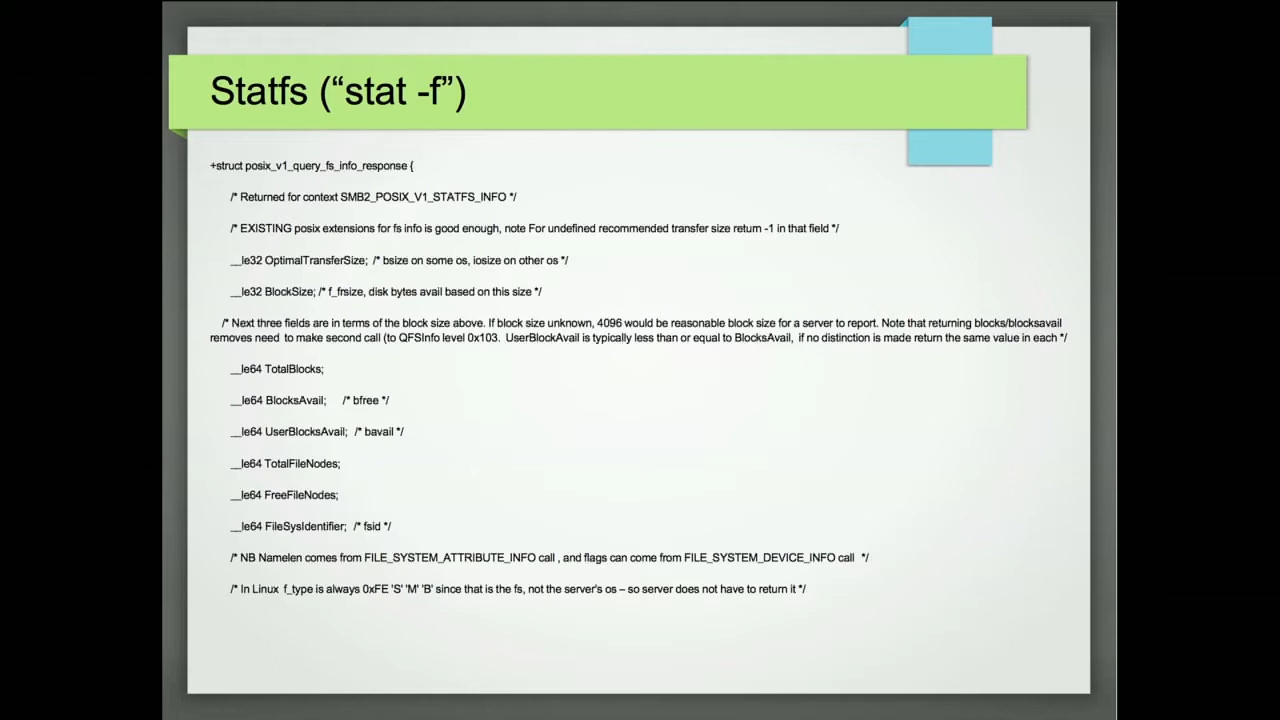 Statfs (“stat -f”)
+struct posix_v1_query_fs_info_response {
/* Returned for context SMB2_POSIX_V1_STATFS_INFO */
/* EXISTING posix extensions for fs info is good enough, note For undefined recommended transfer size return -1 in that field */
__le32 OptimalTransferSize;  /* bsize on some os, iosize on other os */
__le32 BlockSize; /* f_frsize, disk bytes avail based on this size */
/* Next three fields are in terms of the block size above. If block size unknown, 4096 would be reasonable block size for a server to report. Note that returning blocks/blocksavail
removes need  to make second call (to QFSInfo level 0x103.  UserBlockAvail is typically less than or equal to BlocksAvail,  if no distinction is made return the same value in each */
__le64 TotalBlocks;
__le64 BlocksAvail;     /* bfree */
__le64 UserBlocksAvail;  /* bavail */
__le64 TotalFileNodes;
__le64 FreeFileNodes;
__le64 FileSysIdentifier;  /* fsid */
/* NB Namelen comes from FILE_SYSTEM_ATTRIBUTE_INFO call , and flags can come from FILE_SYSTEM_DEVICE_INFO call  */
/* In Linux  f_type is always 0xFE 'S' 'M' 'B' since that is the fs, not the server's os – so server does not have to return it */